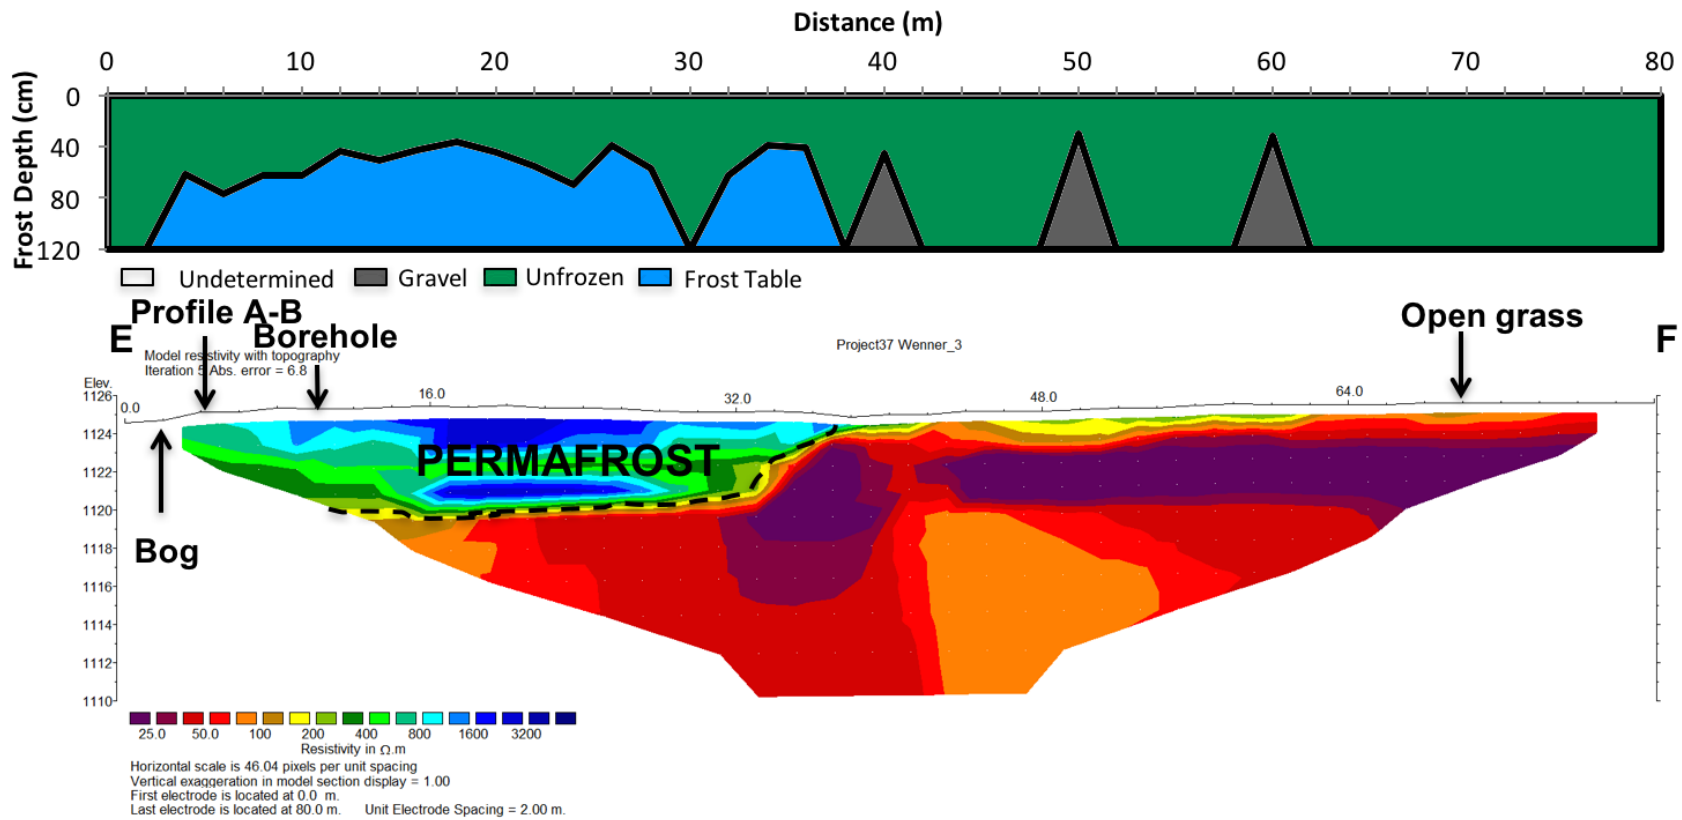 Distance (m)
0 10 20 30 40 50 60 70 80
Frost Depth (cm)
0
40
80
120
Undetermined Gravel Unfrozen Frost Table
Profile A-B
E Borehole Open grass F
Model resistivity with topography
Iteration 5 Abs. error = 6.8
Project37 Wenner_3
Elev.
1126
0.0 16.0 32.0 48.0 64.0
1124
PERMAFROST
1122
1120
Bog
1118
1116
1114
1112
1110
25.0 50.0 100 200 400 800 1600 3200
Resistivity in Ω.m
Horizontal scale is 46.04 pixels per unit spacing
Vertical exaggeration in model section display = 1.00
First electrode is located at 0.0 m.
Last electrode is located at 80.0 m. Unit Electrode Spacing = 2.00 m.